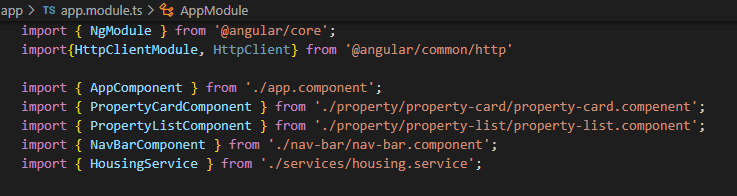 app > TS app.module.ts > AppModule
import { NgModule } from '@angular/core';
import{HttpClientModule, HttpClient} from '@angular/common/http'
import { AppComponent } from './app.component';
import { PropertyCardComponent } from './property/property-card/property-card.compenent';
import { PropertyListComponent } from './property/property-list/property-list.component';
import { NavBarComponent } from './nav-bar/nav-bar.component';
import { HousingService } from './services/housing.service';